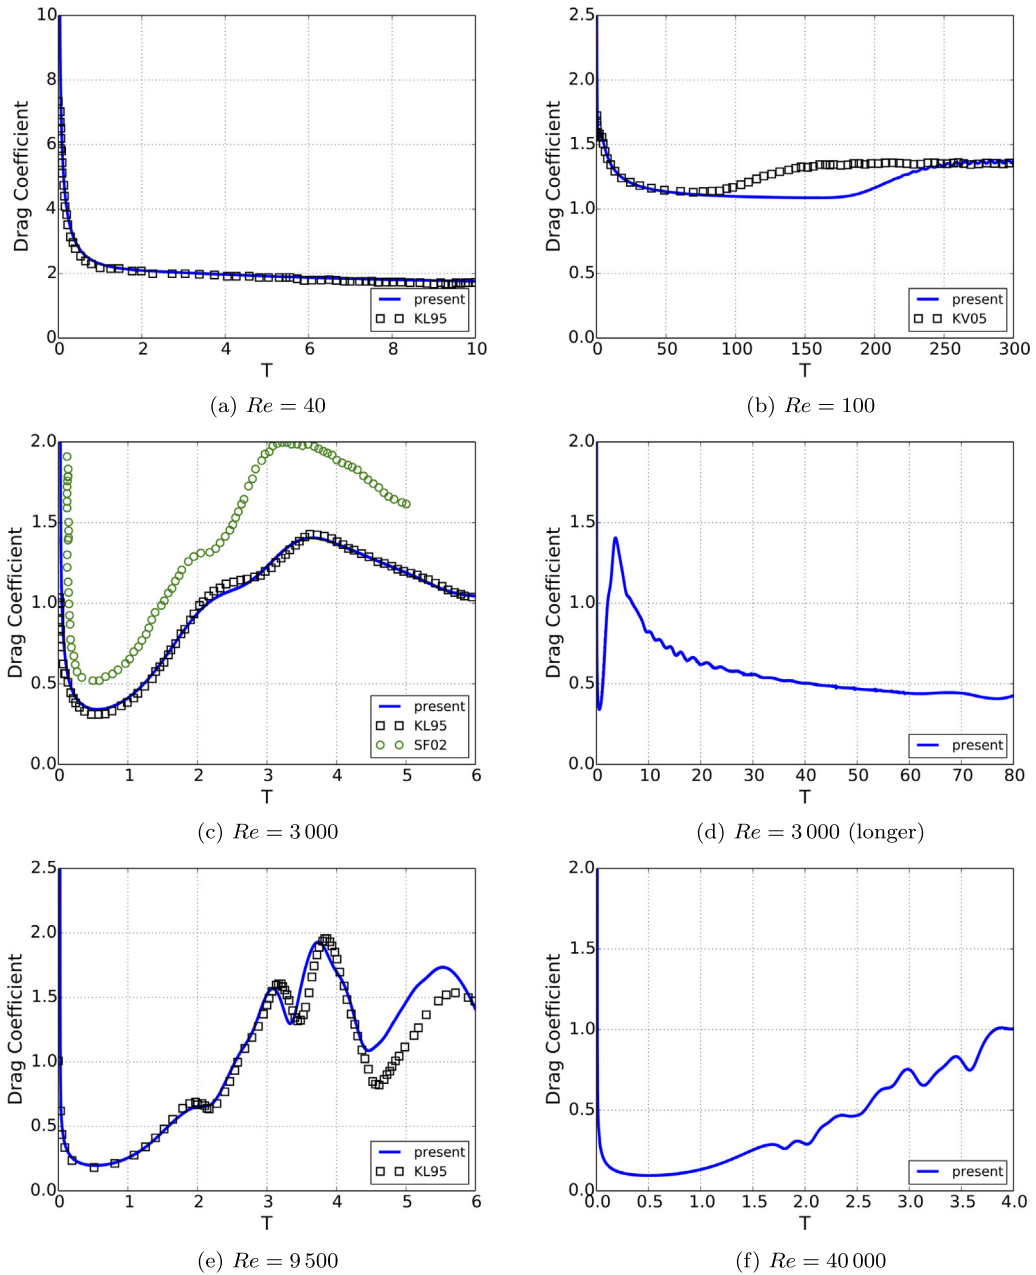 10
8
6
4
2
0
Drag Coefficient
0 2 4 6 8 10
T
present
KL95
(a) Re = 40
2.5
2.0
1.5
1.0
0.5
0.0
Drag Coefficient
0 50 100 150 200 250 300
T
present
KV05
(b) Re = 100
2.0
1.5
1.0
0.5
0.0
Drag Coefficient
0 1 2 3 4 5 6
T
present
KL95
SF02
(c) Re = 3 000
2.0
1.5
1.0
0.5
0.0
Drag Coefficient
0 10 20 30 40 50 60 70 80
T
present
(d) Re = 3 000 (longer)
2.5
2.0
1.5
1.0
0.5
0.0
Drag Coefficient
0 1 2 3 4 5 6
T
present
KL95
(e) Re = 9 500
2.0
1.5
1.0
0.5
0.0
Drag Coefficient
0.0 0.5 1.0 1.5 2.0 2.5 3.0 3.5 4.0
T
present
(f) Re = 40 000